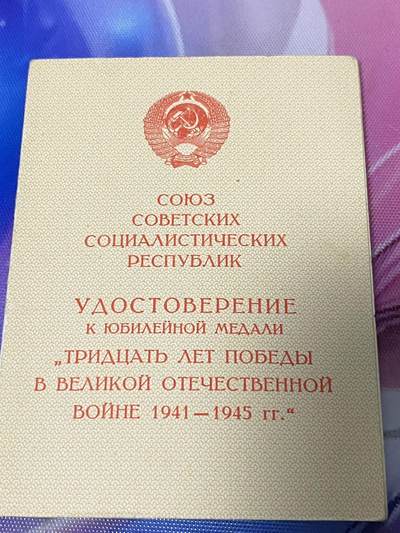 СОЮЗ
СОВЕТСКИХ
СОЦИАЛИСТИЧЕСКИХ
РЕСПУБЛИК
УДОСТОВЕРЕНИЕ
К ЮБИЛЕЙНОЙ МЕДАЛИ
„ТРИДЦАТЬ ЛЕТ ПОБЕДЫ
В ВЕЛИКОЙ ОТЕЧЕСТВЕННОЙ
ВОЙНЕ 1941—1945 гг.“